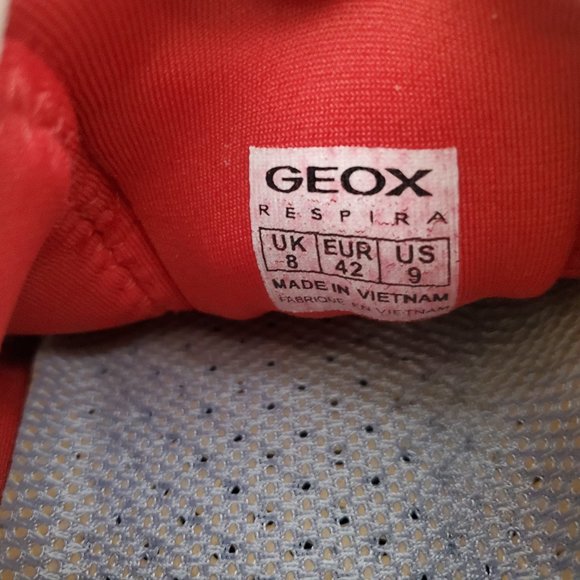 GEOX
RESPIRA
UK EUR US
8 42 9
MADE IN VIETNAM
FABRIQUE EN VIETNAM